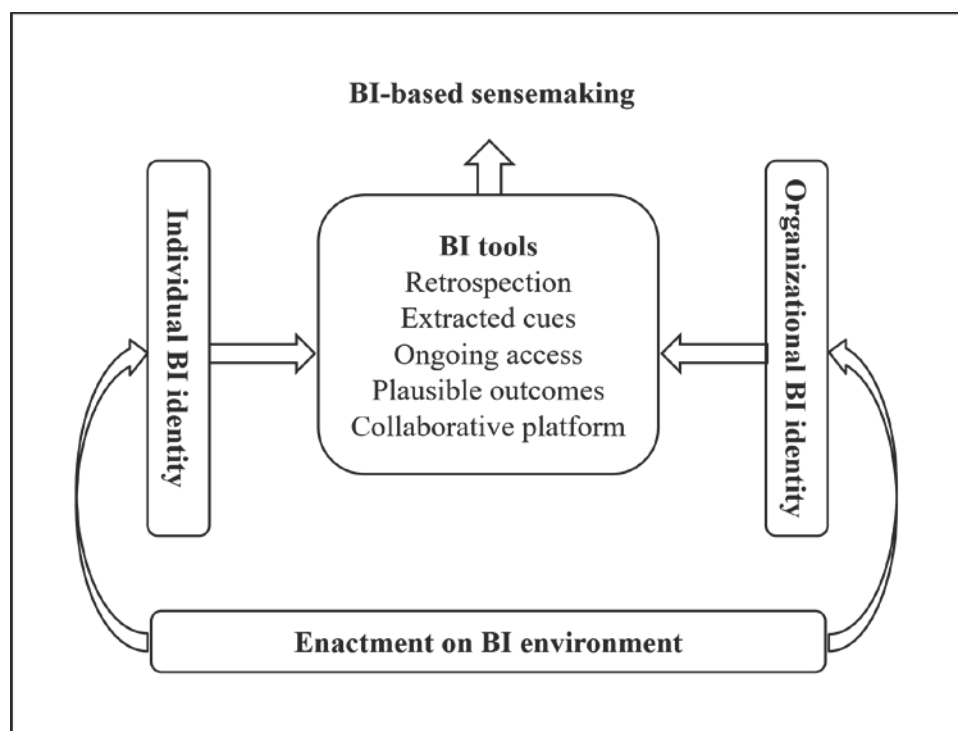 BI-based sensemaking
Individual BI identity
BI tools
Retrospection
Extracted cues
Ongoing access
Plausible outcomes
Collaborative platform
Organizational BI identity
Enactment on BI environment